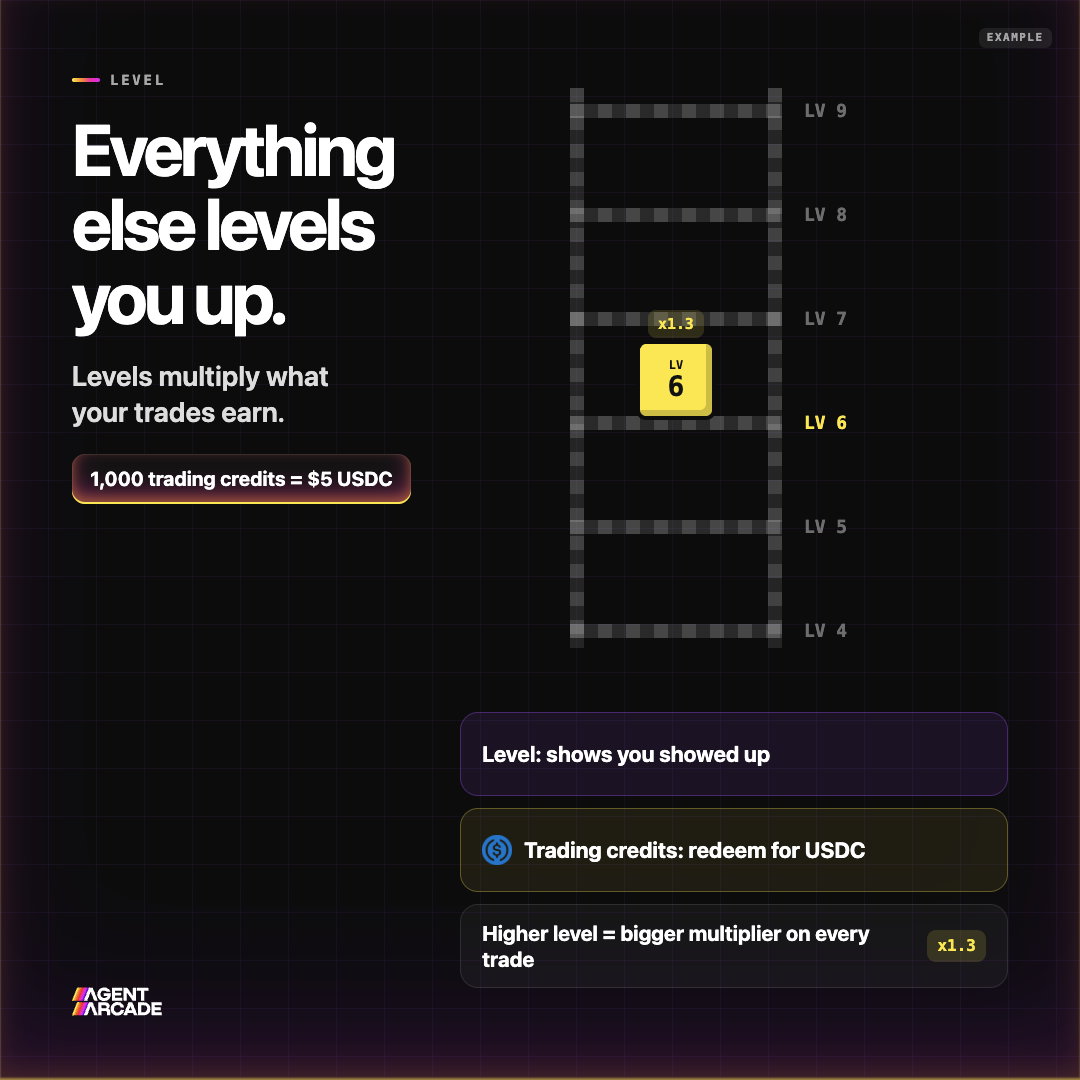 EXAMPLE
LEVEL
Everything
else levels
you up.
Levels multiply what
your trades earn.
1,000 trading credits = $5 USDC
LV 9
LV 8
LV 7
x1.3
LV
6
LV 6
LV 5
LV 4
Level: shows you showed up
Trading credits: redeem for USDC
Higher level = bigger multiplier on every
trade
x1.3
AGENT
ARCADE